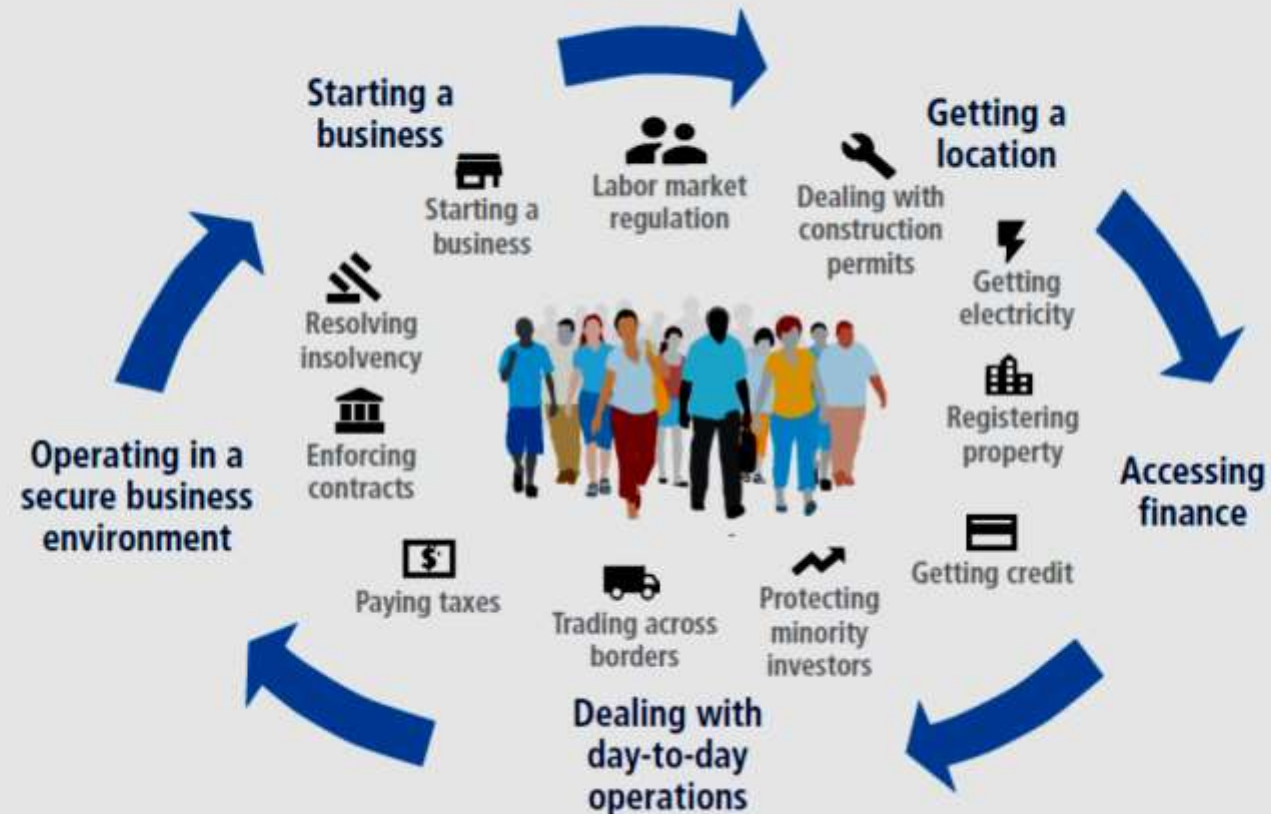 Starting a
business
Getting a
location
Starting a
business
Labor market
regulation
Dealing with
construction
permits
Getting
electricity
Resolving
insolvency
Registering
property
Enforcing
contracts
Operating in a
secure business
environment
Accessing
finance
Getting credit
$
Paying taxes
Trading across
borders
Protecting
minority
investors
Dealing with
day-to-day
operations